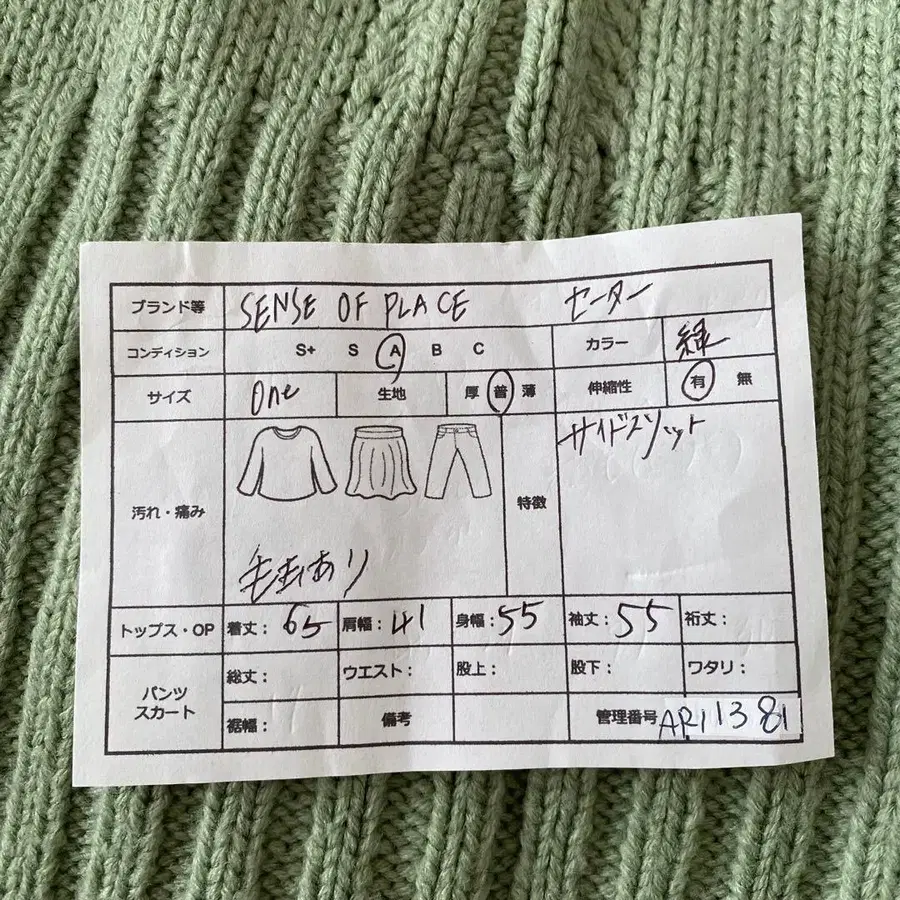 ブランド等 SENSE OF PLACE セーター
コンディション S+ S A B C カラー 緑
サイズ One 生地 厚 普 薄 伸縮性 有 無
汚れ・痛み 特徴 サイドスリット
毛玉あり
トップス・OP 着丈: 65 肩幅: 41 身幅: 55 袖丈: 55 裄丈:
パンツ スカート 総丈: ウエスト: 股上: 股下: ワタリ:
裾幅: 備考 管理番号 AR11381